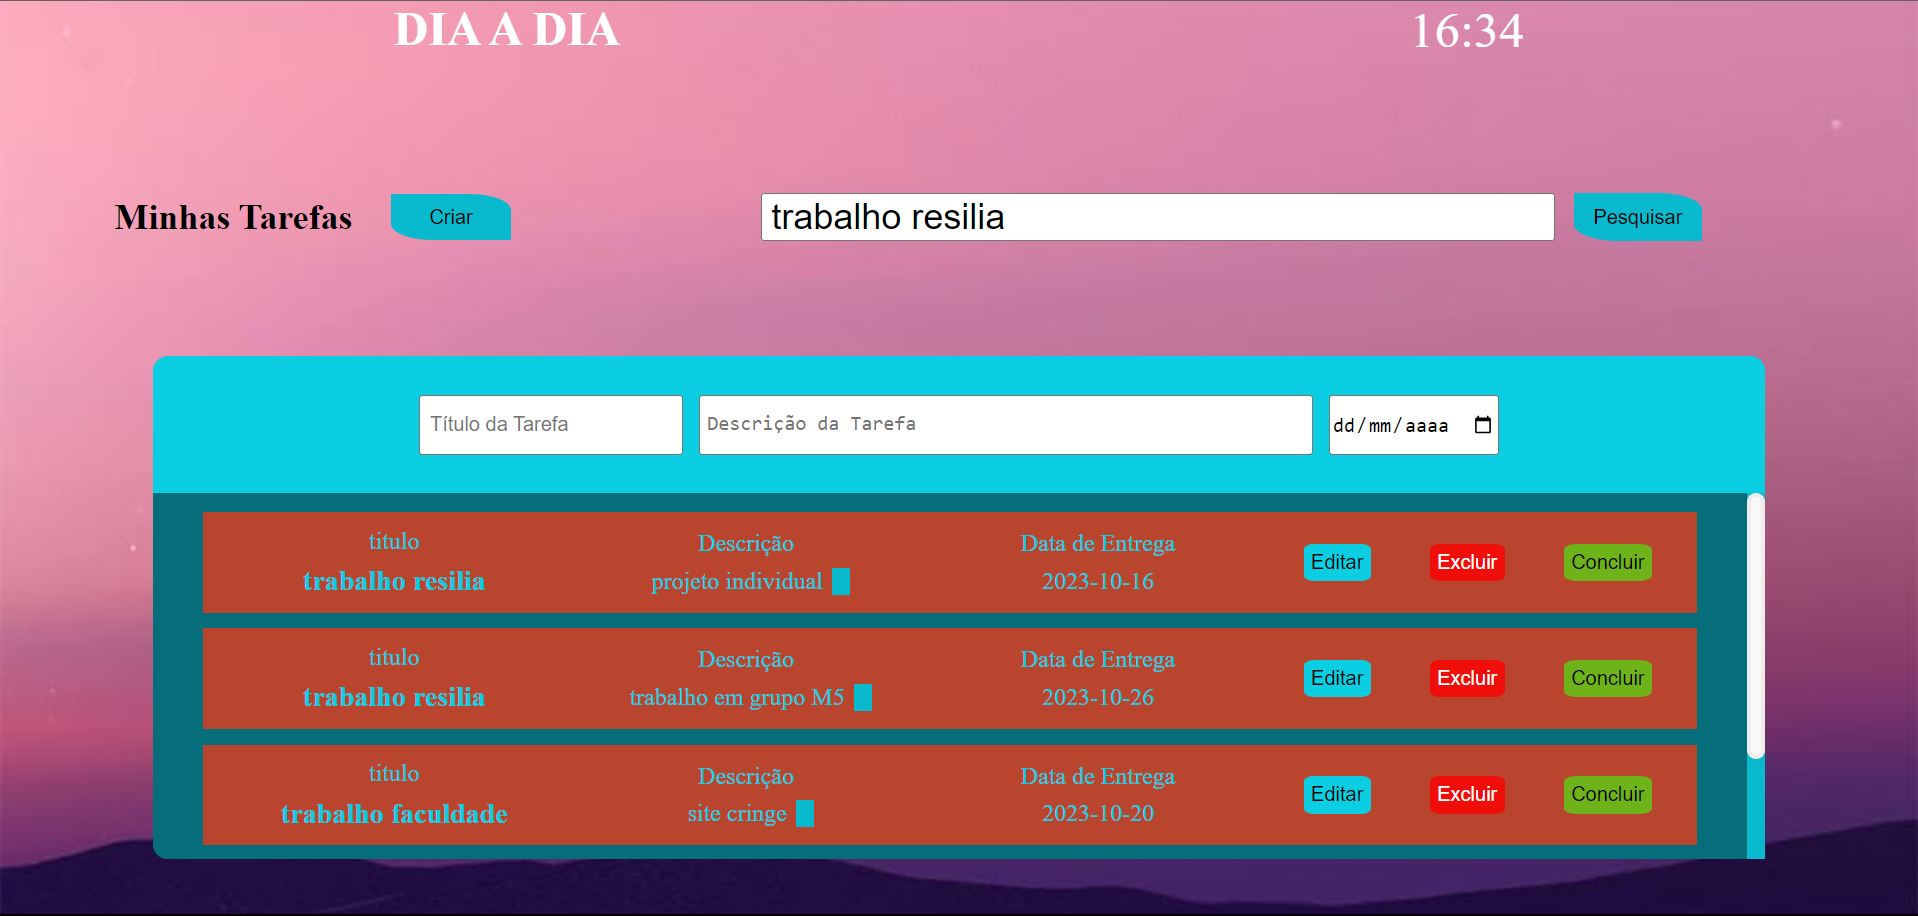 DIA A DIA 16:34
Minhas Tarefas Criar trabalho resilia Pesquisar
Título da Tarefa Descrição da Tarefa dd/mm/aaaa
titulo Descrição Data de Entrega
trabalho resilia projeto individual 2023-10-16 Editar Excluir Concluir
titulo Descrição Data de Entrega
trabalho resilia trabalho em grupo M5 2023-10-26 Editar Excluir Concluir
titulo Descrição Data de Entrega
trabalho faculdade site cringe 2023-10-20 Editar Excluir Concluir